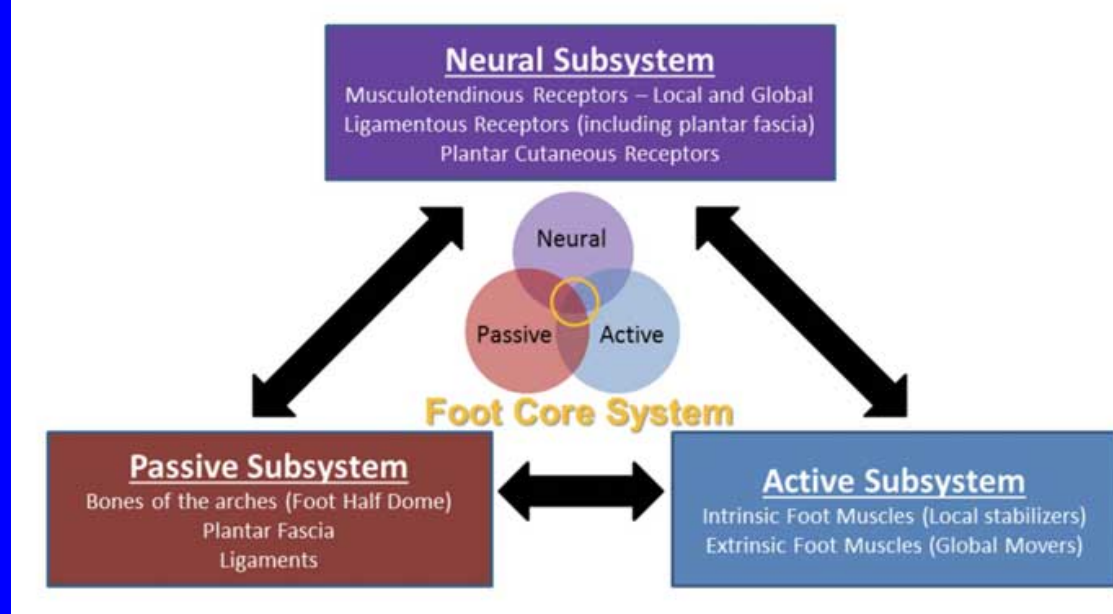 Neural Subsystem
Musculotendinous Receptors – Local and Global
Ligamentous Receptors (including plantar fascia)
Plantar Cutaneous Receptors
Neural
Passive
Active
Foot Core System
Passive Subsystem
Bones of the arches (Foot Half Dome)
Plantar Fascia
Ligaments
Active Subsystem
Intrinsic Foot Muscles (Local stabilizers)
Extrinsic Foot Muscles (Global Movers)